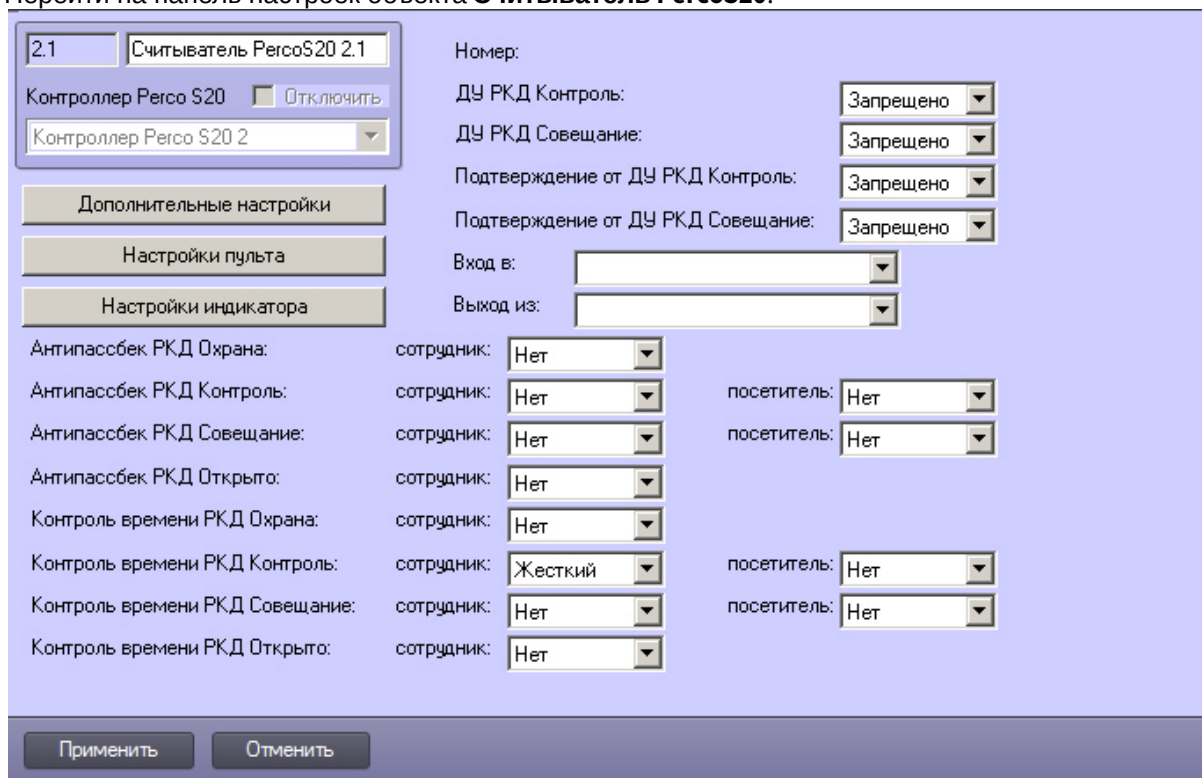 Перейти на панель настроек объекта Считыватель PercoS20.
2.1 Считыватель PercoS20 2.1
Контроллер Perco S20 Отключить
Контроллер Perco S20 2
Дополнительные настройки
Настройки пульта
Настройки индикатора
Номер:
ДУ РКД Контроль: Запрещено
ДУ РКД Совещание: Запрещено
Подтверждение от ДУ РКД Контроль: Запрещено
Подтверждение от ДУ РКД Совещание: Запрещено
Вход в:
Выход из:
Антипассбек РКД Охрана: сотрудник: Нет
Антипассбек РКД Контроль: сотрудник: Нет посетитель: Нет
Антипассбек РКД Совещание: сотрудник: Нет посетитель: Нет
Антипассбек РКД Открыто: сотрудник: Нет
Контроль времени РКД Охрана: сотрудник: Нет
Контроль времени РКД Контроль: сотрудник: Жесткий посетитель: Нет
Контроль времени РКД Совещание: сотрудник: Нет посетитель: Нет
Контроль времени РКД Открыто: сотрудник: Нет
Применить Отменить